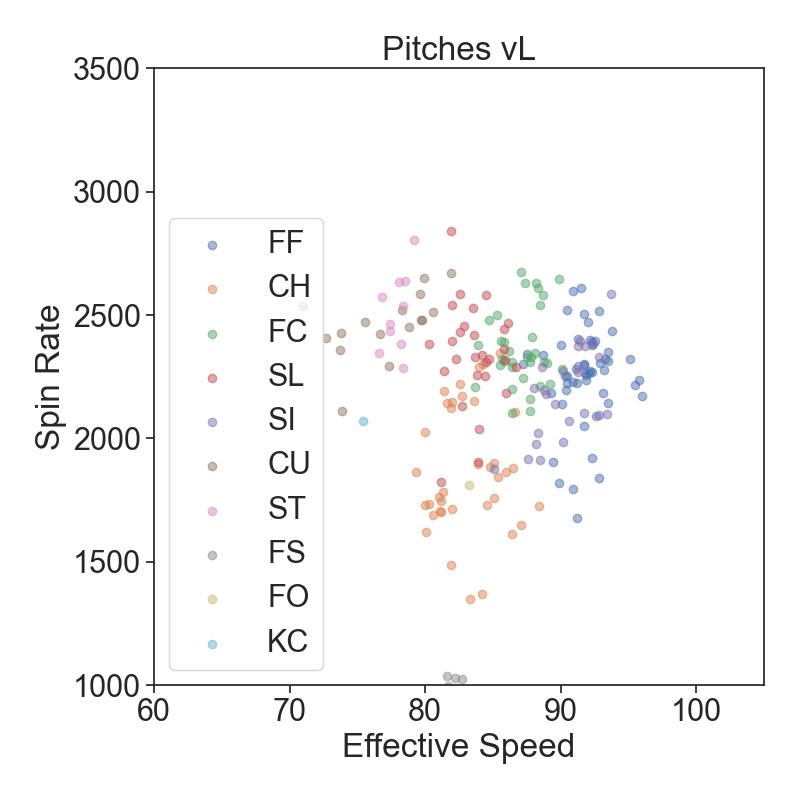 Pitches vL
3500
3000
2500
2000
1500
1000
Spin Rate
FF
CH
FC
SL
SI
CU
ST
FS
FO
KC
60
70
80
90
100
Effective Speed